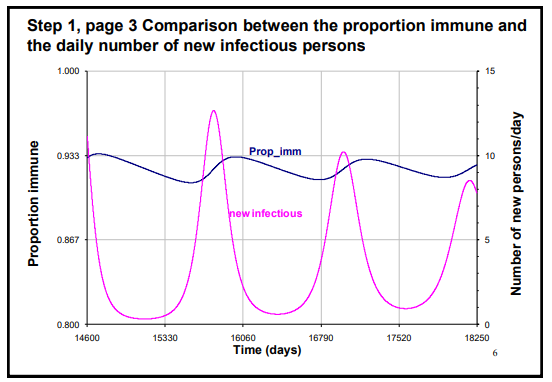 Step 1, page 3 Comparison between the proportion immune and
the daily number of new infectious persons
1.000
0.933
0.867
0.800
Proportion immune
Prop_imm
new infectious
15
10
5
0
Number of new persons/day
14600 15330 16060 16790 17520 18250
Time (days)
6